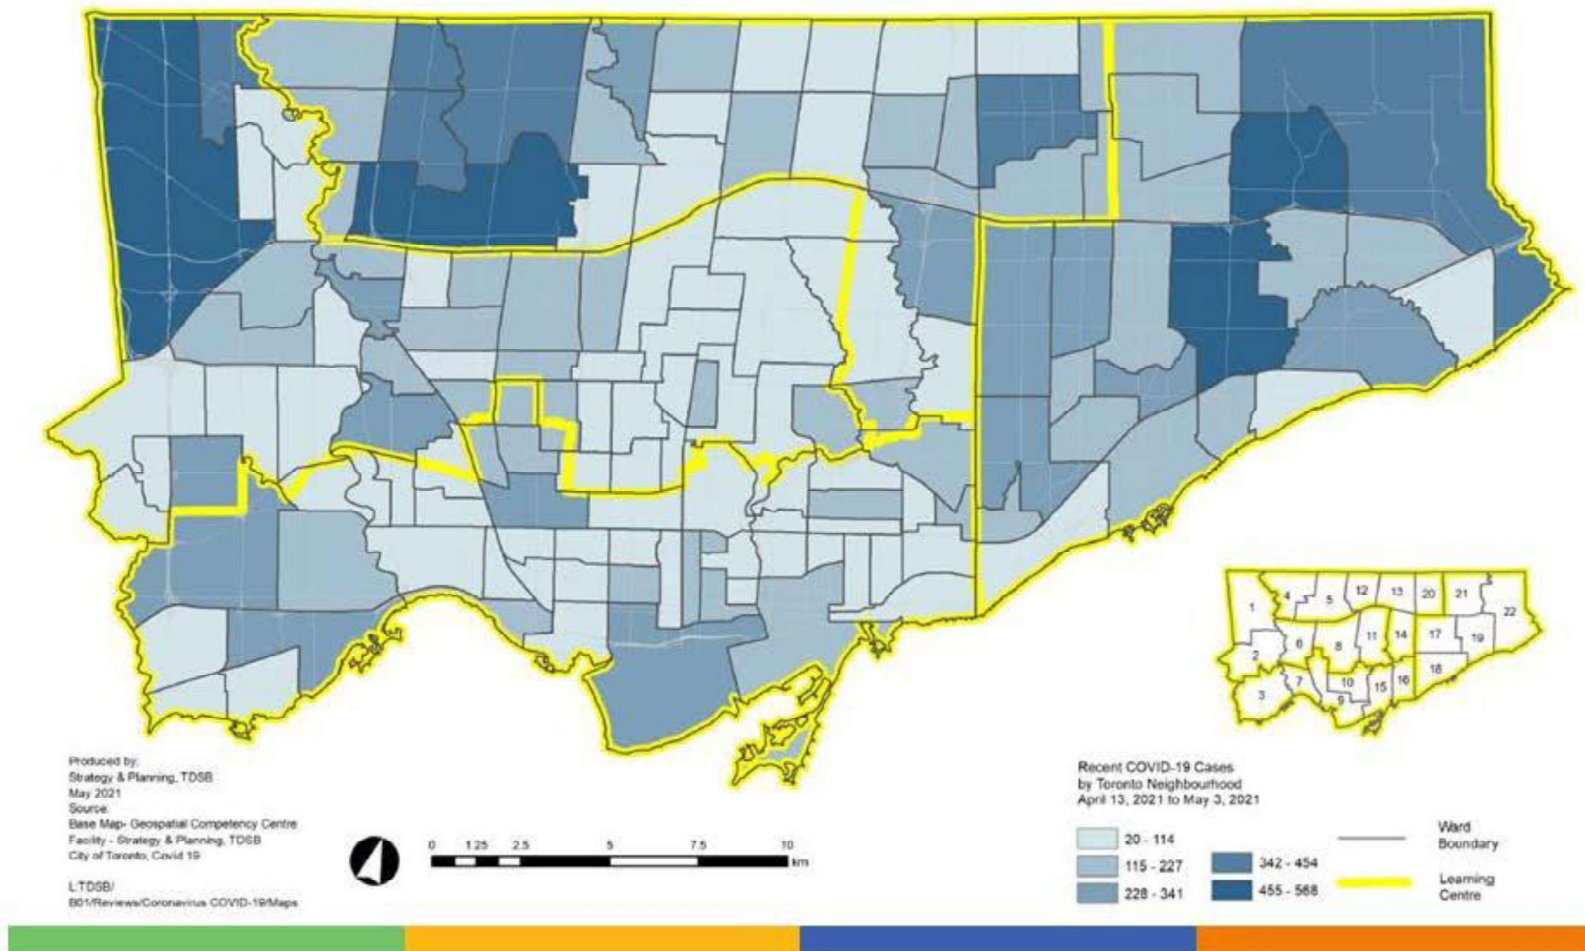 1
2
3
4
5
6
7
8
9
10
11
12
13
14
15
16
17
18
19
20
21
22
Produced by:
Strategy & Planning, TDSB
May 2021
Source:
Base Map- Geospatial Competency Centre
Facility - Strategy & Planning, TDSB
City of Toronto, Covid 19
L:TDSB/
B01/Reviews/Coronavirus COVID-19/Maps
0 1.25 2.5 5 7.5 10
km
Recent COVID-19 Cases
by Toronto Neighbourhood
April 13, 2021 to May 3, 2021
20 - 114
115 - 227
228 - 341
342 - 454
455 - 568
Ward
Boundary
Learning
Centre